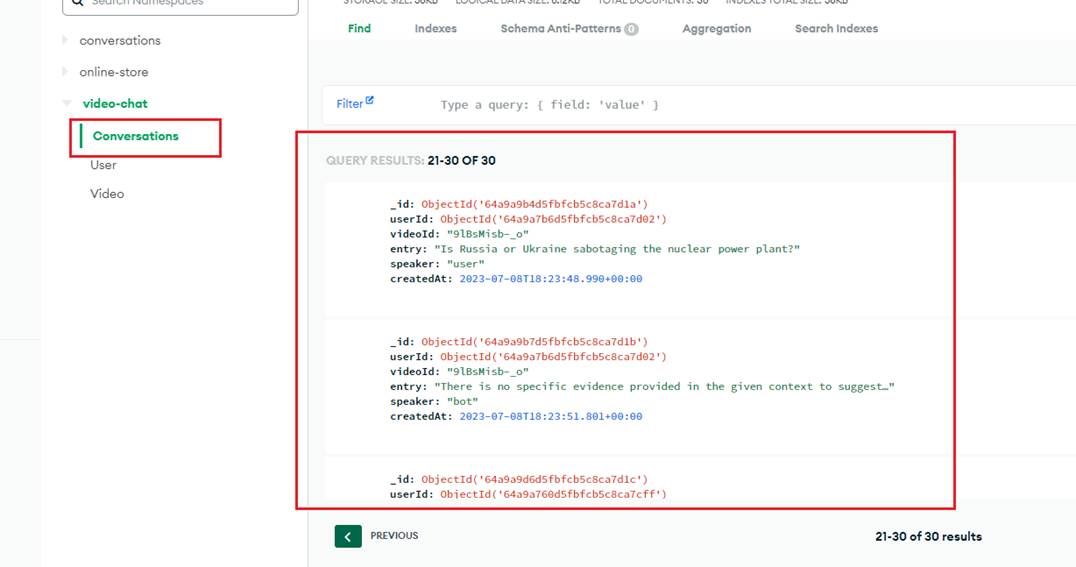 Search Namespaces
STORAGE SIZE: 36KB LOGICAL DATA SIZE: 6.12KB TOTAL DOCUMENTS: 30 INDEXES TOTAL SIZE: 36KB
conversations
online-store
video-chat
Conversations
User
Video
Find Indexes Schema Anti-Patterns 0 Aggregation Search Indexes
Filter Type a query: { field: 'value' }
QUERY RESULTS: 21-30 OF 30
_id: ObjectId('64a9a9b4d5fbfcb5c8ca7d1a')
userId: ObjectId('64a9a7b6d5fbfcb5c8ca7d02')
videoId: "9lBsMisb-_o"
entry: "Is Russia or Ukraine sabotaging the nuclear power plant?"
speaker: "user"
createdAt: 2023-07-08T18:23:48.990+00:00
_id: ObjectId('64a9a9b7d5fbfcb5c8ca7d1b')
userId: ObjectId('64a9a7b6d5fbfcb5c8ca7d02')
videoId: "9lBsMisb-_o"
entry: "There is no specific evidence provided in the given context to suggest…"
speaker: "bot"
createdAt: 2023-07-08T18:23:51.801+00:00
_id: ObjectId('64a9a9d6d5fbfcb5c8ca7d1c')
userId: ObjectId('64a9a760d5fbfcb5c8ca7cff')
PREVIOUS 21-30 of 30 results